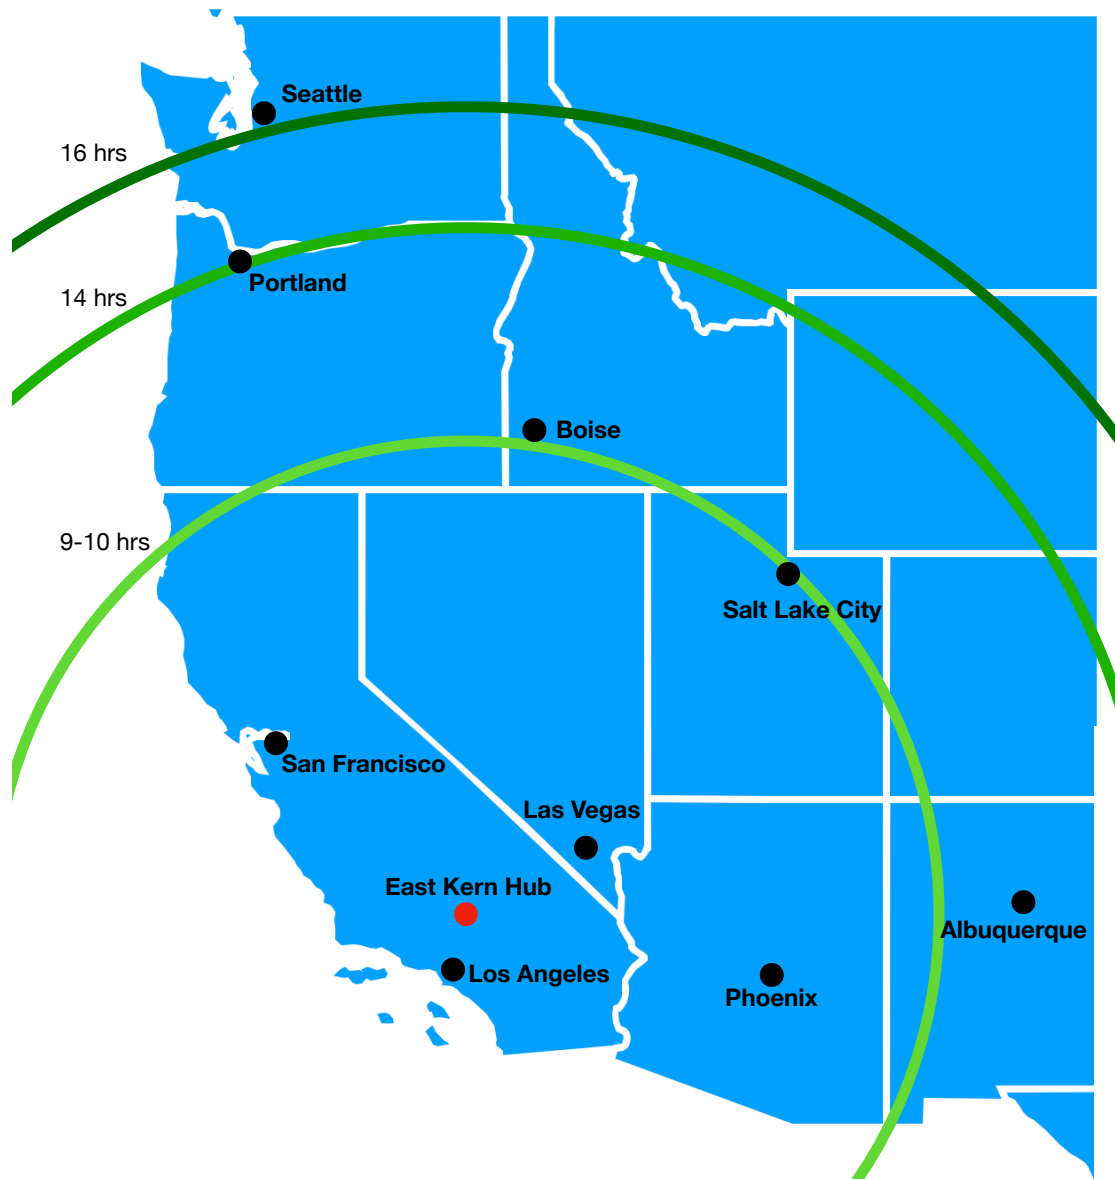 Seattle
16 hrs
Portland
14 hrs
Boise
9-10 hrs
Salt Lake City
San Francisco
Las Vegas
East Kern Hub
Albuquerque
Los Angeles
Phoenix